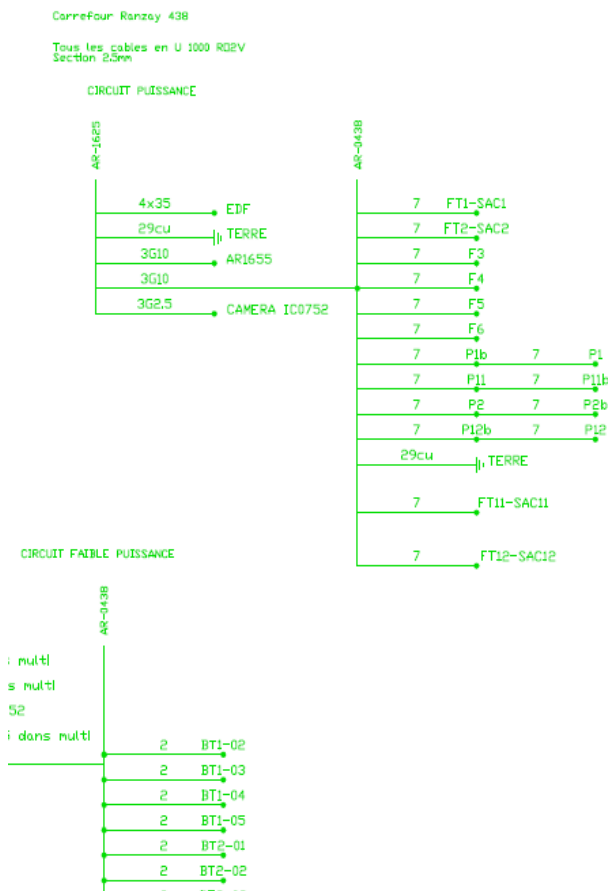 Carrefour Ranzay 438
Tous les cables en U 1000 RO2V
Section 2.5mm
CIRCUIT PUISSANCE
AR-1625
AR-0438
4x35 EDF
29cu TERRE
3G10 AR1655
3G10
3G2.5 CAMERA IC0752
7 FT1-SAC1
7 FT2-SAC2
7 F3
7 F4
7 F5
7 F6
7 P1b 7 P1
7 P11 7 P11b
7 P2 7 P2b
7 P12b 7 P12
29cu TERRE
7 FT11-SAC11
7 FT12-SAC12
CIRCUIT FAIBLE PUISSANCE
AR-0438
multi
s multi
52
dans multi
2 BT1-02
2 BT1-03
2 BT1-04
2 BT1-05
2 BT2-01
2 BT2-02